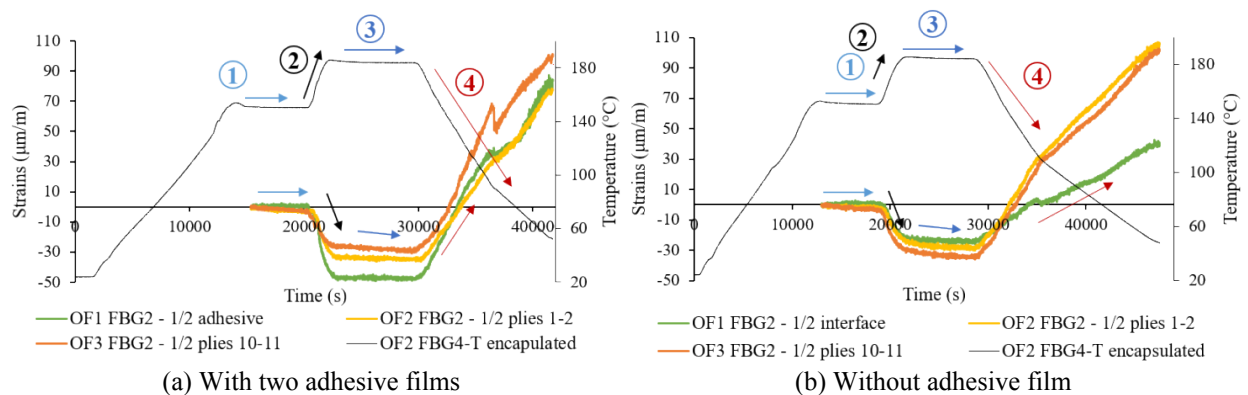 ①
②
③
④
110
90
70
50
30
10
-10
-30
-50
Strains (µm/m)
0
10000
20000
30000
40000
Time (s)
180
140
100
60
20
Temperature (°C)
OF1 FBG2 - 1/2 adhesive
OF2 FBG2 - 1/2 plies 1-2
OF3 FBG2 - 1/2 plies 10-11
OF2 FBG4-T encapulated
(a) With two adhesive films
①
②
③
④
110
90
70
50
30
10
-10
-30
-50
Strains (µm/m)
0
10000
20000
30000
40000
Time (s)
180
140
100
60
20
Temperature (°C)
OF1 FBG2 - 1/2 interface
OF2 FBG2 - 1/2 plies 1-2
OF3 FBG2 - 1/2 plies 10-11
OF2 FBG4-T encapsulated
(b) Without adhesive film